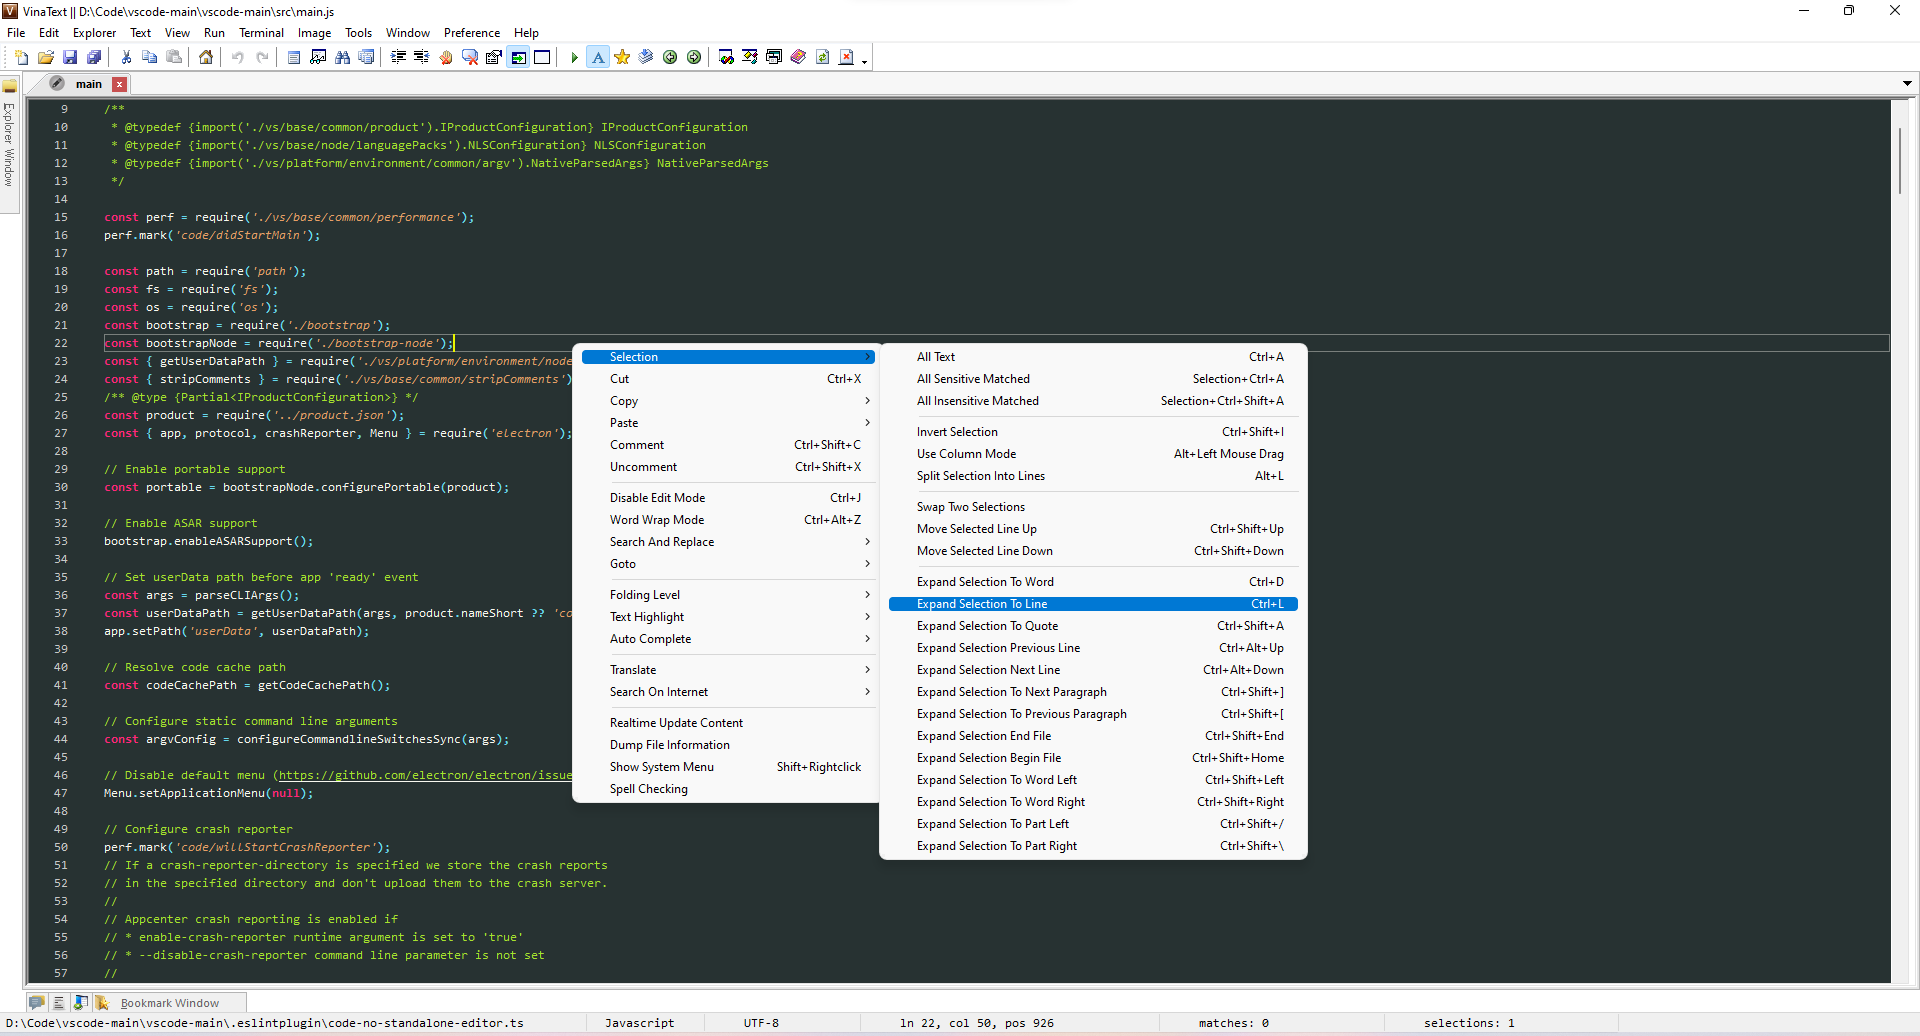 VinaText || D:\Code\vscode-main\vscode-main\src\main.js
File Edit Explorer Text View Run Terminal Image Tools Window Preference Help
main
Explorer Window
9 /**
10 * @typedef {import('./vs/base/common/product').IProductConfiguration} IProductConfiguration
11 * @typedef {import('./vs/base/node/languagePacks').NLSConfiguration} NLSConfiguration
12 * @typedef {import('./vs/platform/environment/common/argv').NativeParsedArgs} NativeParsedArgs
13 */
14
15 const perf = require('./vs/base/common/performance');
16 perf.mark('code/didStartMain');
17
18 const path = require('path');
19 const fs = require('fs');
20 const os = require('os');
21 const bootstrap = require('./bootstrap');
22 const bootstrapNode = require('./bootstrap-node');
23 const { getUserDataPath } = require('./vs/platform/environment/node
24 const { stripComments } = require('./vs/base/common/stripComments')
25 /** @type {Partial<IProductConfiguration>} */
26 const product = require('../product.json');
27 const { app, protocol, crashReporter, Menu } = require('electron');
28
29 // Enable portable support
30 const portable = bootstrapNode.configurePortable(product);
31
32 // Enable ASAR support
33 bootstrap.enableASARSupport();
34
35 // Set userData path before app 'ready' event
36 const args = parseCLIArgs();
37 const userDataPath = getUserDataPath(args, product.nameShort ?? 'co
38 app.setPath('userData', userDataPath);
39
40 // Resolve code cache path
41 const codeCachePath = getCodeCachePath();
42
43 // Configure static command line arguments
44 const argvConfig = configureCommandlineSwitchesSync(args);
45
46 // Disable default menu (https://github.com/electron/electron/issue
47 Menu.setApplicationMenu(null);
48
49 // Configure crash reporter
50 perf.mark('code/willStartCrashReporter');
51 // If a crash-reporter-directory is specified we store the crash reports
52 // in the specified directory and don't upload them to the crash server.
53 //
54 // Appcenter crash reporting is enabled if
55 // * enable-crash-reporter runtime argument is set to 'true'
56 // * --disable-crash-reporter command line parameter is not set
57 //
Selection
Cut Ctrl+X
Copy
Paste
Comment Ctrl+Shift+C
Uncomment Ctrl+Shift+X
Disable Edit Mode Ctrl+J
Word Wrap Mode Ctrl+Alt+Z
Search And Replace
Goto
Folding Level
Text Highlight
Auto Complete
Translate
Search On Internet
Realtime Update Content
Dump File Information
Show System Menu Shift+Rightclick
Spell Checking
All Text Ctrl+A
All Sensitive Matched Selection+Ctrl+A
All Insensitive Matched Selection+Ctrl+Shift+A
Invert Selection Ctrl+Shift+I
Use Column Mode Alt+Left Mouse Drag
Split Selection Into Lines Alt+L
Swap Two Selections
Move Selected Line Up Ctrl+Shift+Up
Move Selected Line Down Ctrl+Shift+Down
Expand Selection To Word Ctrl+D
Expand Selection To Line Ctrl+L
Expand Selection To Quote Ctrl+Shift+A
Expand Selection Previous Line Ctrl+Alt+Up
Expand Selection Next Line Ctrl+Alt+Down
Expand Selection To Next Paragraph Ctrl+Shift+]
Expand Selection To Previous Paragraph Ctrl+Shift+[
Expand Selection End File Ctrl+Shift+End
Expand Selection Begin File Ctrl+Shift+Home
Expand Selection To Word Left Ctrl+Shift+Left
Expand Selection To Word Right Ctrl+Shift+Right
Expand Selection To Part Left Ctrl+Shift+/
Expand Selection To Part Right Ctrl+Shift+\
Bookmark Window
D:\Code\vscode-main\vscode-main\.eslintplugin\code-no-standalone-editor.ts Javascript UTF-8 ln 22, col 50, pos 926 matches: 0 selections: 1